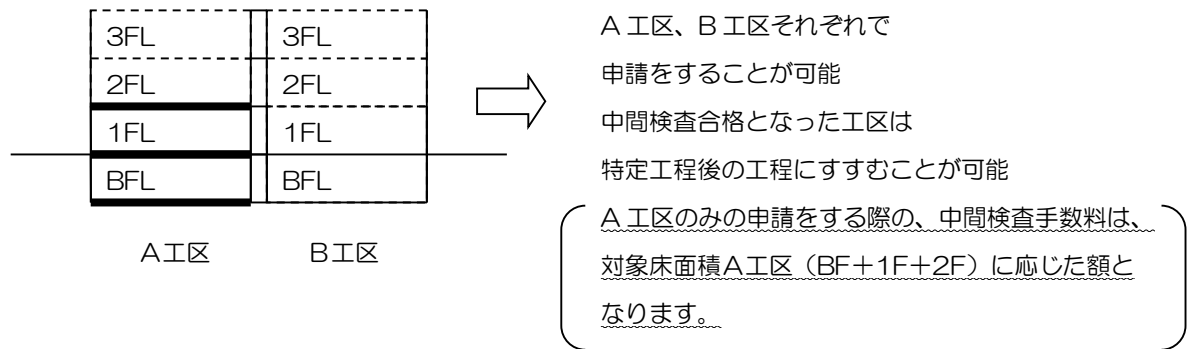 3FL 3FL
2FL 2FL
1FL 1FL
BFL BFL
A工区 B工区
A工区、B工区それぞれで
申請をすることが可能
中間検査合格となった工区は
特定工程後の工程にすすむことが可能
A工区のみの申請をする際の、中間検査手数料は、
対象床面積A工区（BF＋1F＋2F）に応じた額と
なります。